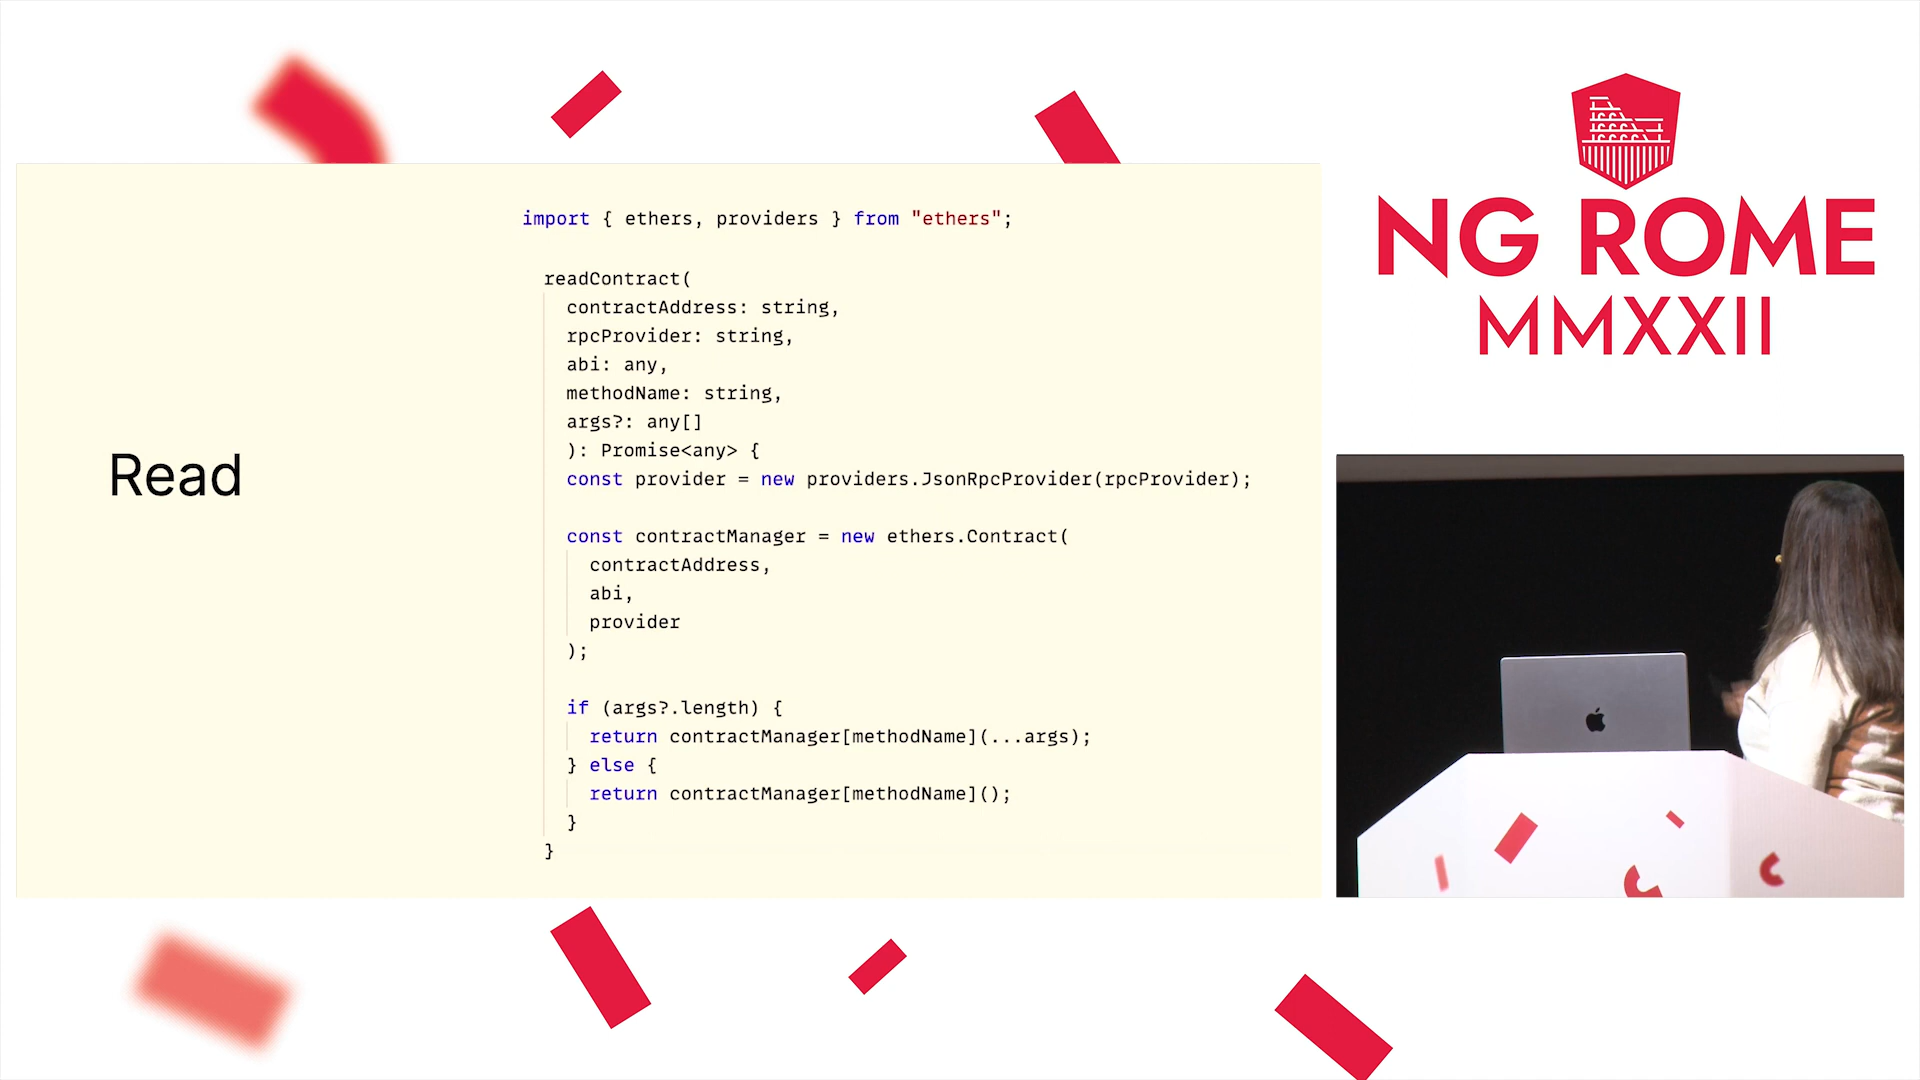 Read
import { ethers, providers } from "ethers";
readContract(
contractAddress: string,
rpcProvider: string,
abi: any,
methodName: string,
args?: any[]
): Promise<any> {
const provider = new providers.JsonRpcProvider(rpcProvider);
const contractManager = new ethers.Contract(
contractAddress,
abi,
provider
);
if (args?.length) {
return contractManager[methodName](...args);
} else {
return contractManager[methodName]();
}
}
NG ROME
MMXXII